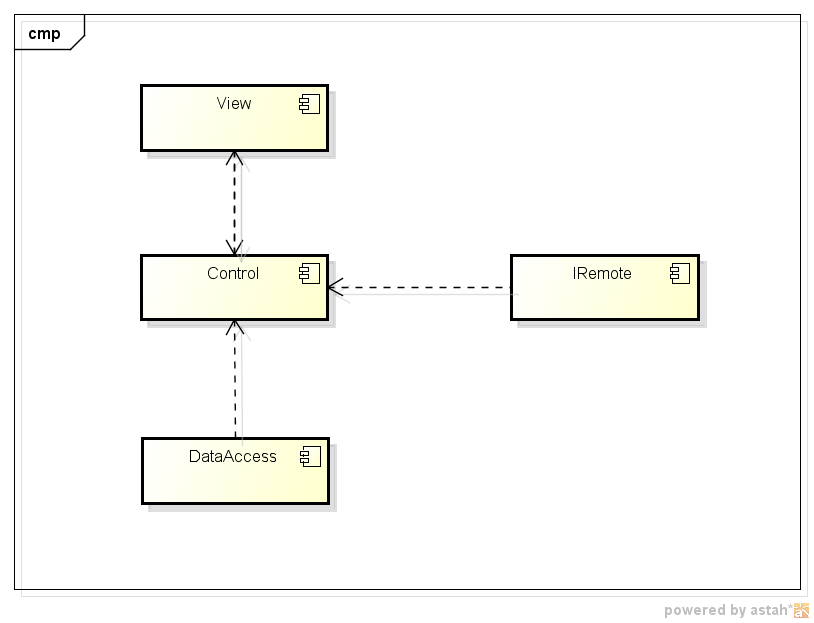 cmp
View
Control
IRemote
DataAccess
powered by astah*